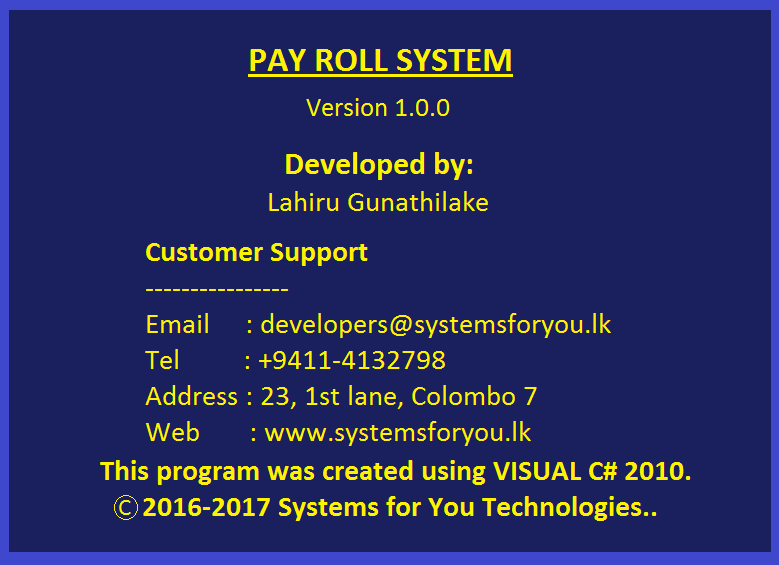 PAY ROLL SYSTEM
Version 1.0.0
Developed by:
Lahiru Gunathilake
Customer Support
----------------
Email : developers@systemsforyou.lk
Tel : +9411-4132798
Address : 23, 1st lane, Colombo 7
Web : www.systemsforyou.lk
This program was created using VISUAL C# 2010.
© 2016-2017 Systems for You Technologies..